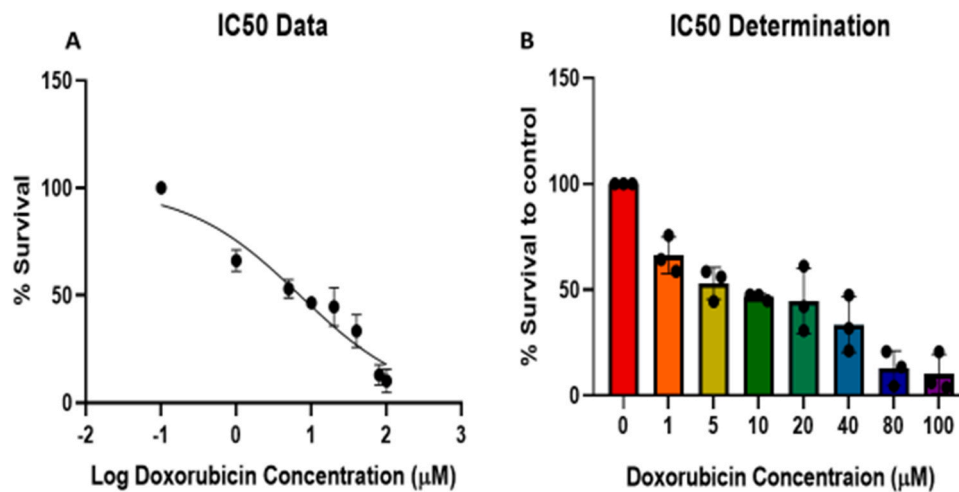 A
IC50 Data
% Survival
150
100
50
0
-2
-1
0
1
2
3
Log Doxorubicin Concentration (μM)
B
IC50 Determination
% Survival to control
150
100
50
0
0
1
5
10
20
40
80
100
Doxorubicin Concentraion (μM)